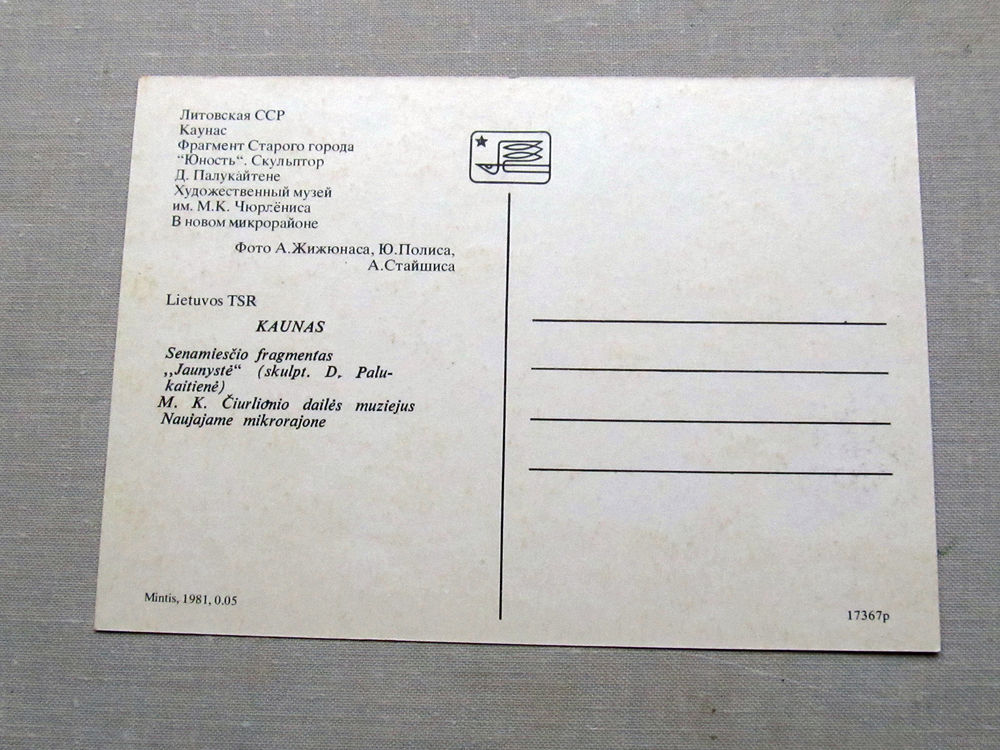 Литовская ССР
Каунас
Фрагмент Старого города
"Юность“. Скульптор
Д. Палукайтене
Художественный музей
им. М.К. Чюрлёниса
В новом микрорайоне
Фото А.Жижюнаса, Ю.Полиса,
А.Стайшиса
Lietuvos TSR
KAUNAS
Senamiesčio fragmentas
,,Jaunystė“ (skulpt. D. Palu-
kaitienė)
M. K. Čiurlionio dailės muziejus
Naujajame mikrorajone
Mintis, 1981, 0.05
17367р